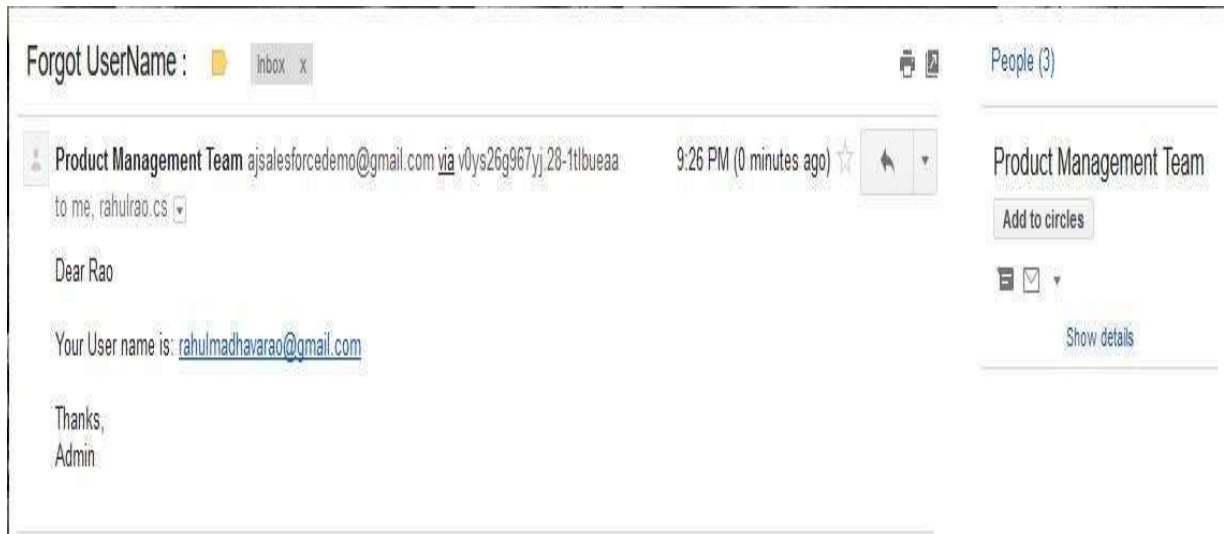 Forgot UserName :
Inbox x
Product Management Team ajsalesforcedemo@gmail.com via v0ys26g967yj.28-1tlbueaa 9:26 PM (0 minutes ago)
to me, rahulrao.cs
Dear Rao
Your User name is: rahulmadhavarao@gmail.com
Thanks,
Admin
People (3)
Product Management Team
Add to circles
Show details